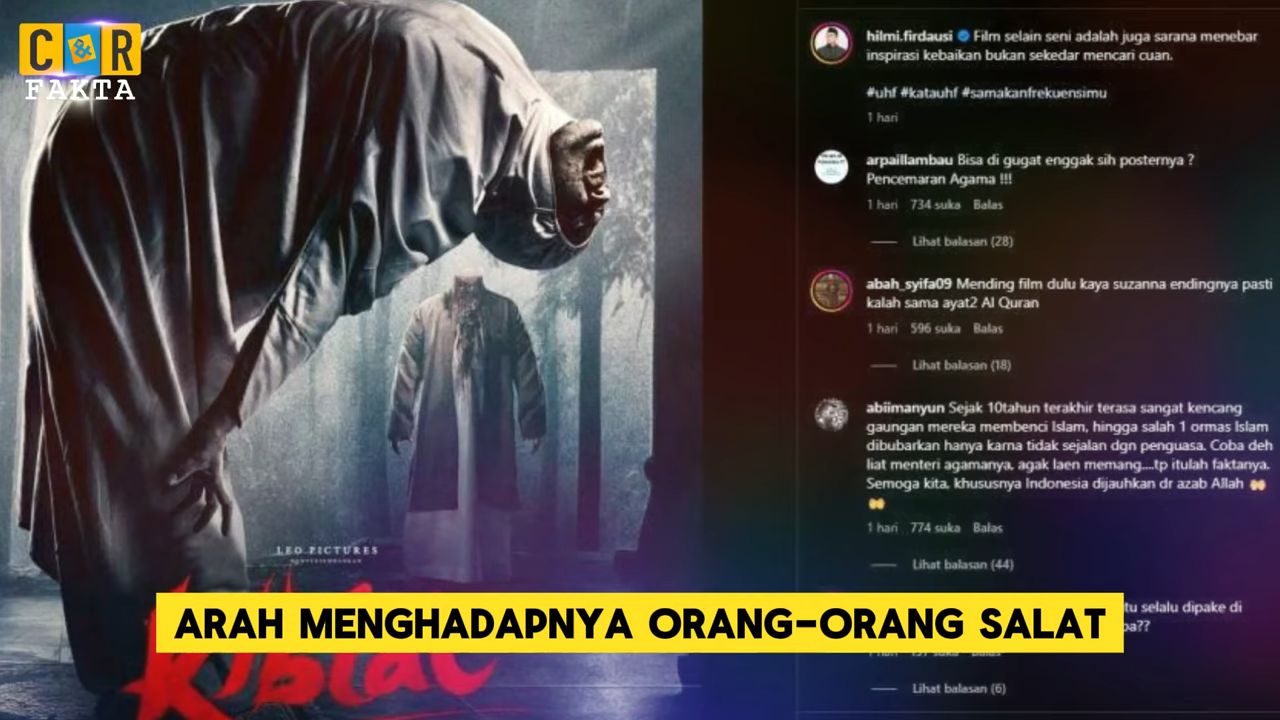 C&R
FAKTA
LEO PICTURES
Kiblat
ARAH MENGHADAPNYA ORANG-ORANG SALAT
hilmi.firdausi Film selain seni adalah juga sarana menebar
inspirasi kebaikan bukan sekedar mencari cuan.
#uhf #katauhf #samakanfrekuensimu
1 hari
arpaillambau Bisa di gugat enggak sih posternya ?
Pencemaran Agama !!!
1 hari 734 suka Balas
Lihat balasan (28)
abah_syifa09 Mending film dulu kaya suzanna endingnya pasti
kalah sama ayat2 Al Quran
1 hari 596 suka Balas
Lihat balasan (18)
abiimanyun Sejak 10tahun terakhir terasa sangat kencang
gaungan mereka membenci Islam, hingga salah 1 ormas Islam
dibubarkan hanya karna tidak sejalan dgn penguasa. Coba deh
liat menteri agamanya, agak laen memang....tp itulah faktanya.
Semoga kita, khususnya Indonesia dijauhkan dr azab Allah 🤲
🤲
1 hari 774 suka Balas
Lihat balasan (44)
tu selalu dipake di
pa??
Lihat balasan (6)